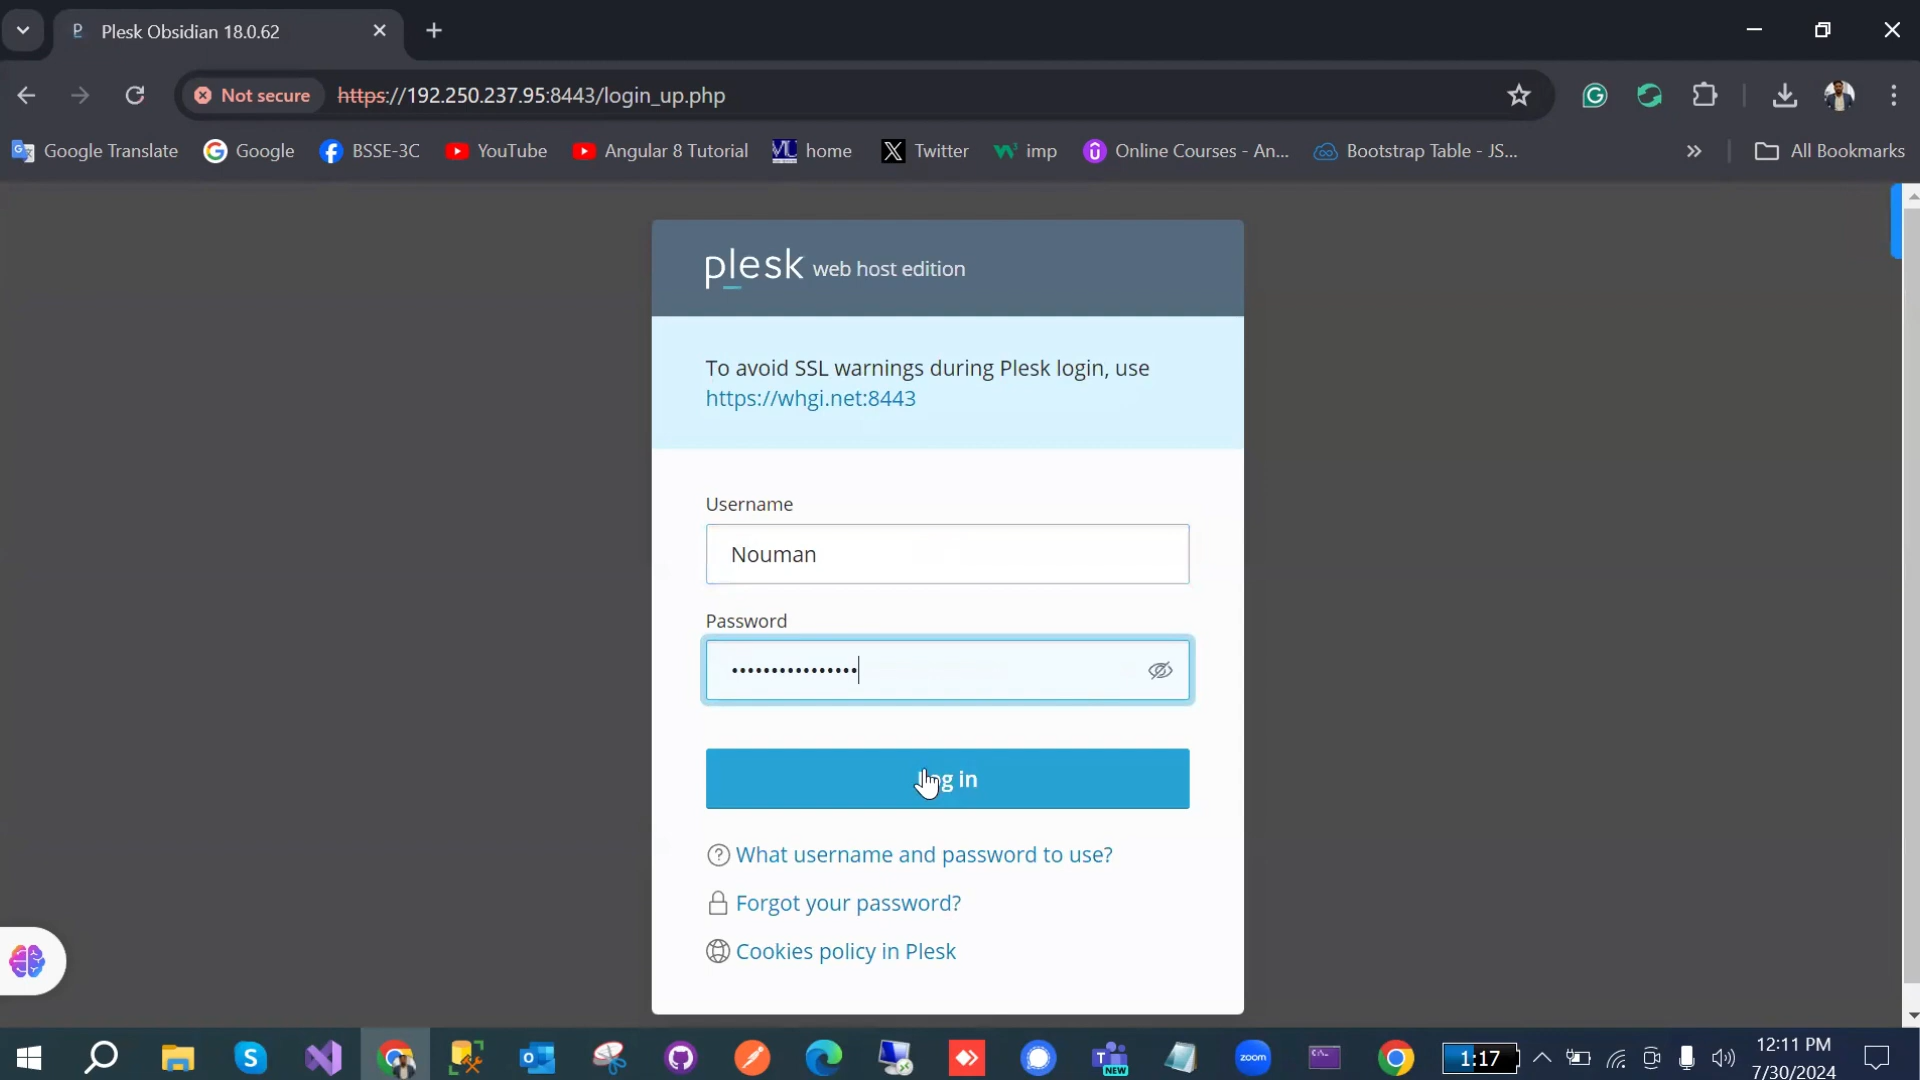 Plesk Obsidian 18.0.62
Not secure https://192.250.237.95:8443/login_up.php
Google Translate Google BSSE-3C YouTube Angular 8 Tutorial home Twitter imp Online Courses - An... Bootstrap Table - JS... » All Bookmarks
plesk web host edition
To avoid SSL warnings during Plesk login, use
https://whgi.net:8443
Username
Nouman
Password
••••••••••••••••
Log in
What username and password to use?
Forgot your password?
Cookies policy in Plesk
NEW
zoom
1:17
12:11 PM
7/30/2024